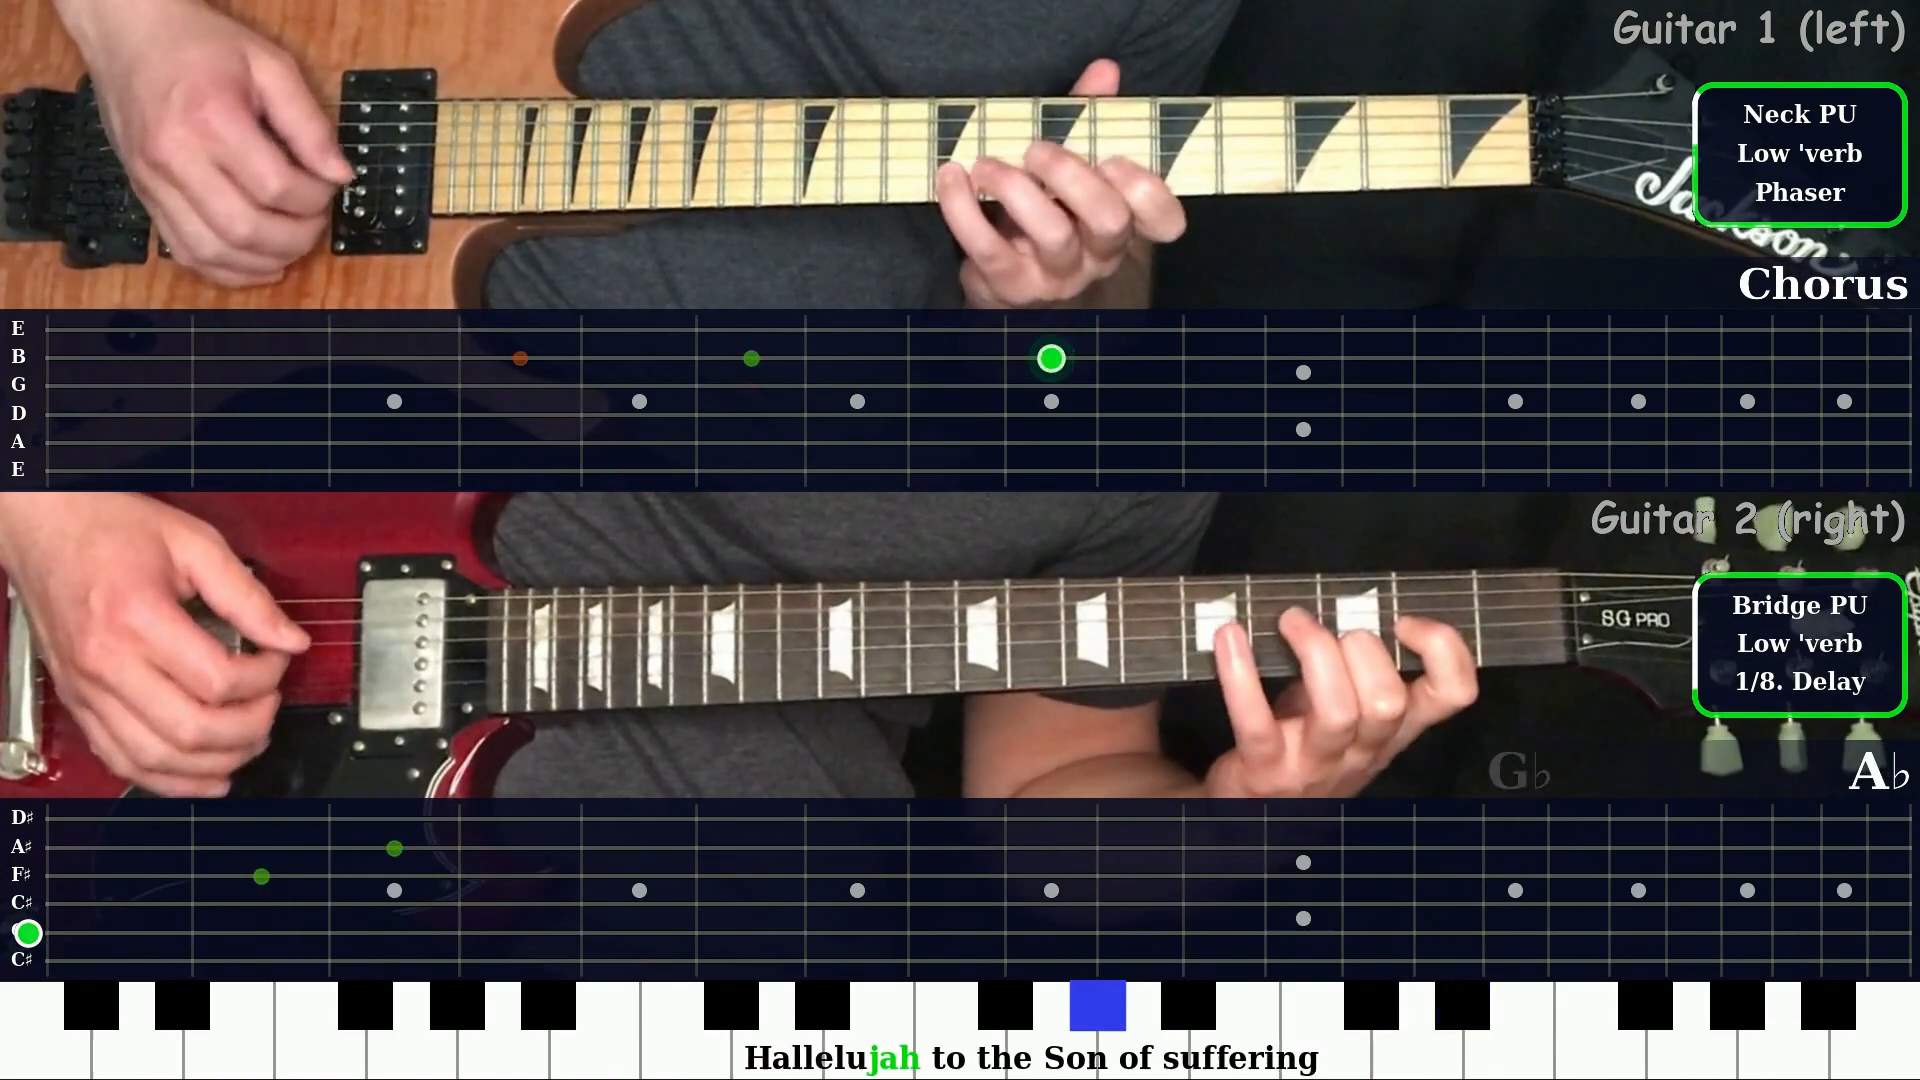 Guitar 1 (left)
Neck PU
Low 'verb
Phaser
Jackson
Chorus
E
B
G
D
A
E
Guitar 2 (right)
Bridge PU
Low 'verb
1/8. Delay
SG PRO
G♭
A♭
D♯
A♯
F♯
C♯
C♯
Hallelujah to the Son of suffering